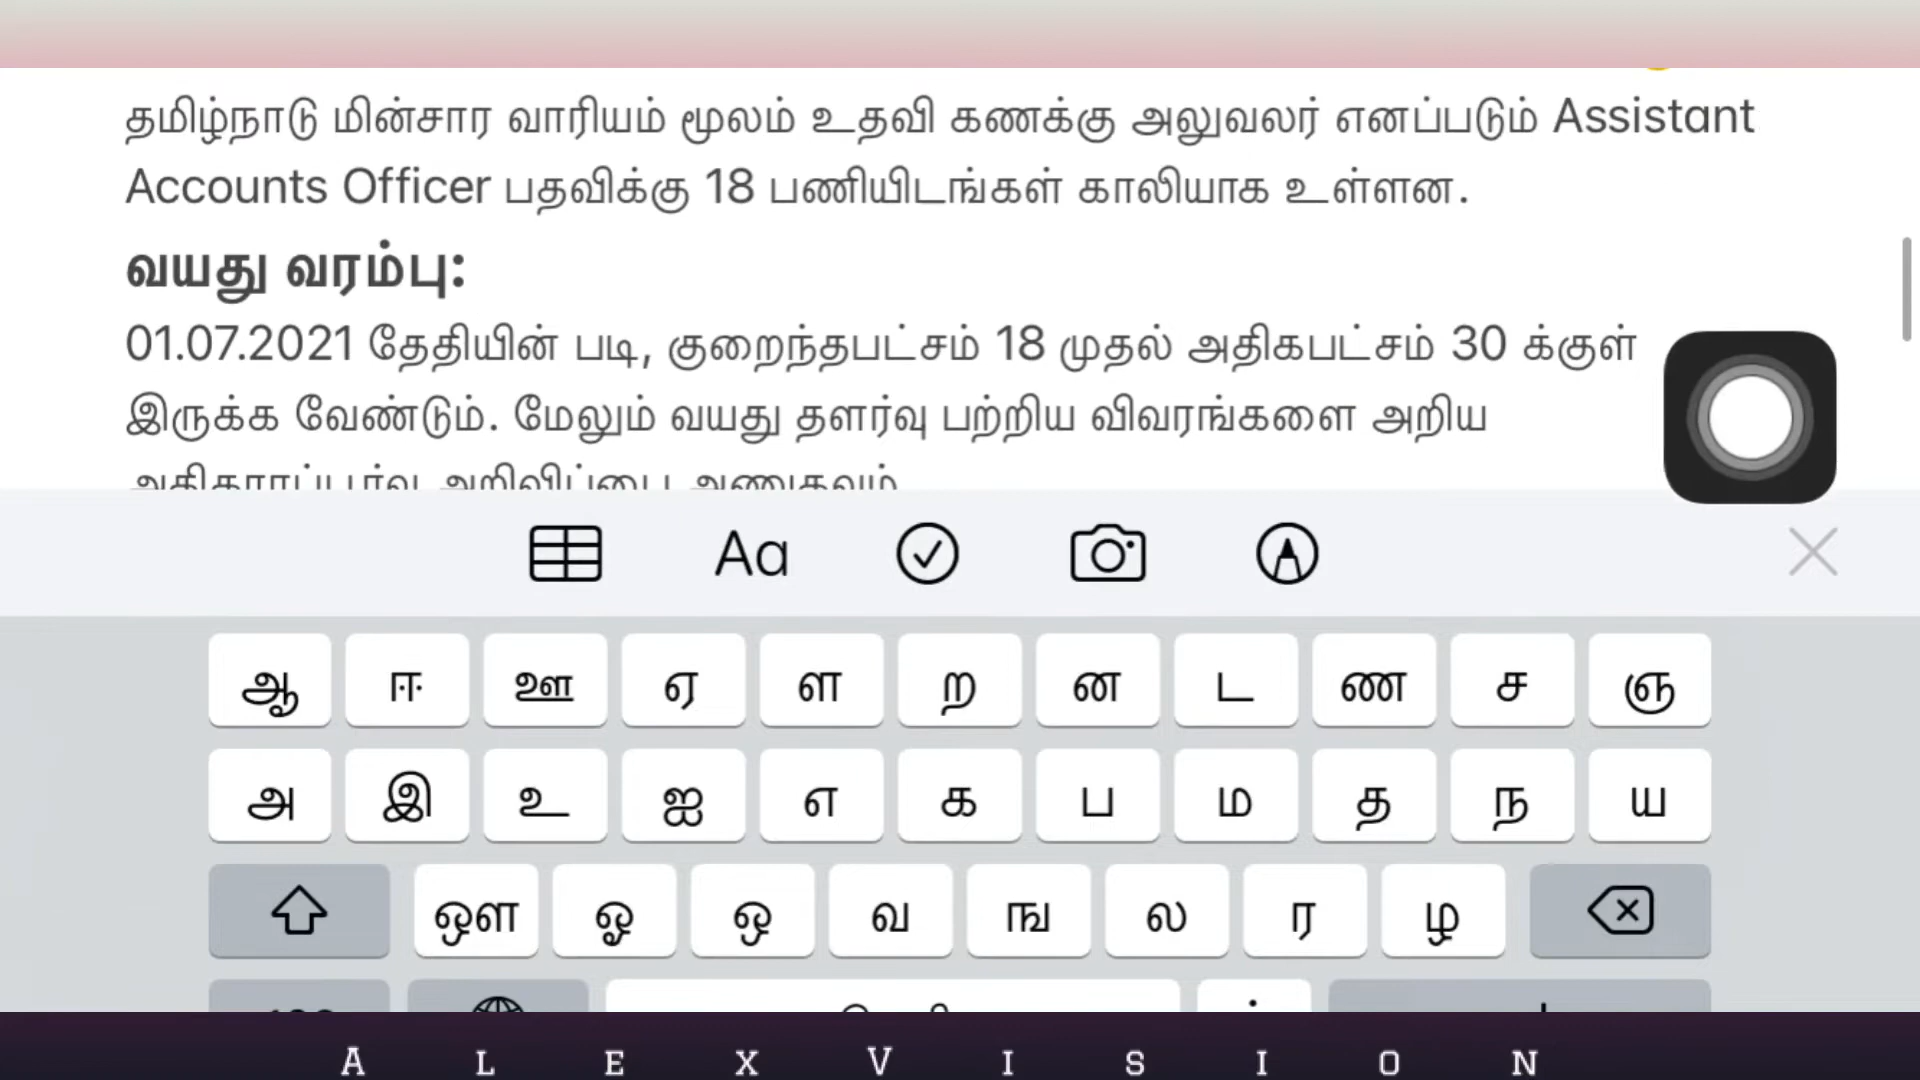 தமிழ்நாடு மின்சார வாரியம் மூலம் உதவி கணக்கு அலுவலர் எனப்படும் Assistant
Accounts Officer பதவிக்கு 18 பணியிடங்கள் காலியாக உள்ளன.
வயது வரம்பு:
01.07.2021 தேதியின் படி, குறைந்தபட்சம் 18 முதல் அதிகபட்சம் 30 க்குள்
இருக்க வேண்டும். மேலும் வயது தளர்வு பற்றிய விவரங்களை அறிய
Aa
ஆ ஈ ஊ ஏ ள ற ன ட ண ச ஞ
அ இ உ ஐ எ க ப ம த ந ய
ஔ ஓ ஒ வ ங ல ர ழ
ALEXVISION